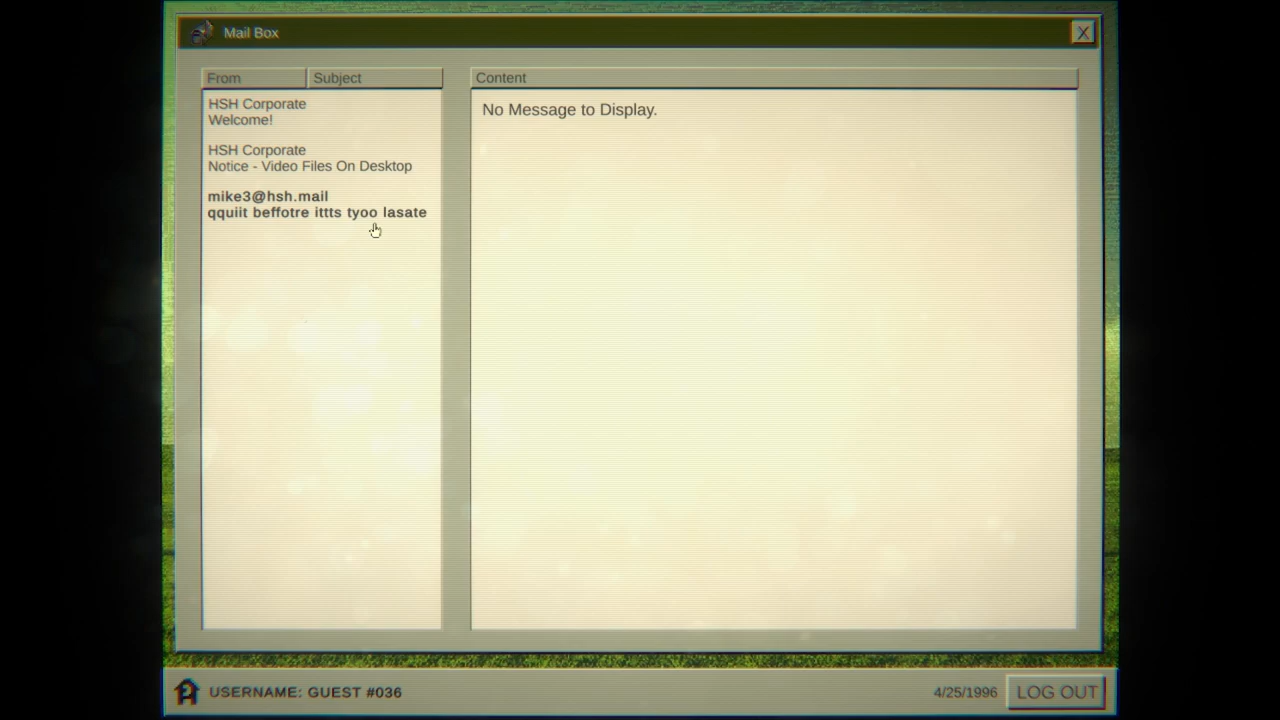 Mail Box
X
From
Subject
Content
HSH Corporate
Welcome!
HSH Corporate
Notice - Video Files On Desktop
mike3@hsh.mail
qquiit beffotre ittts tyoo lasate
No Message to Display.
USERNAME: GUEST #036
4/25/1996
LOG OUT